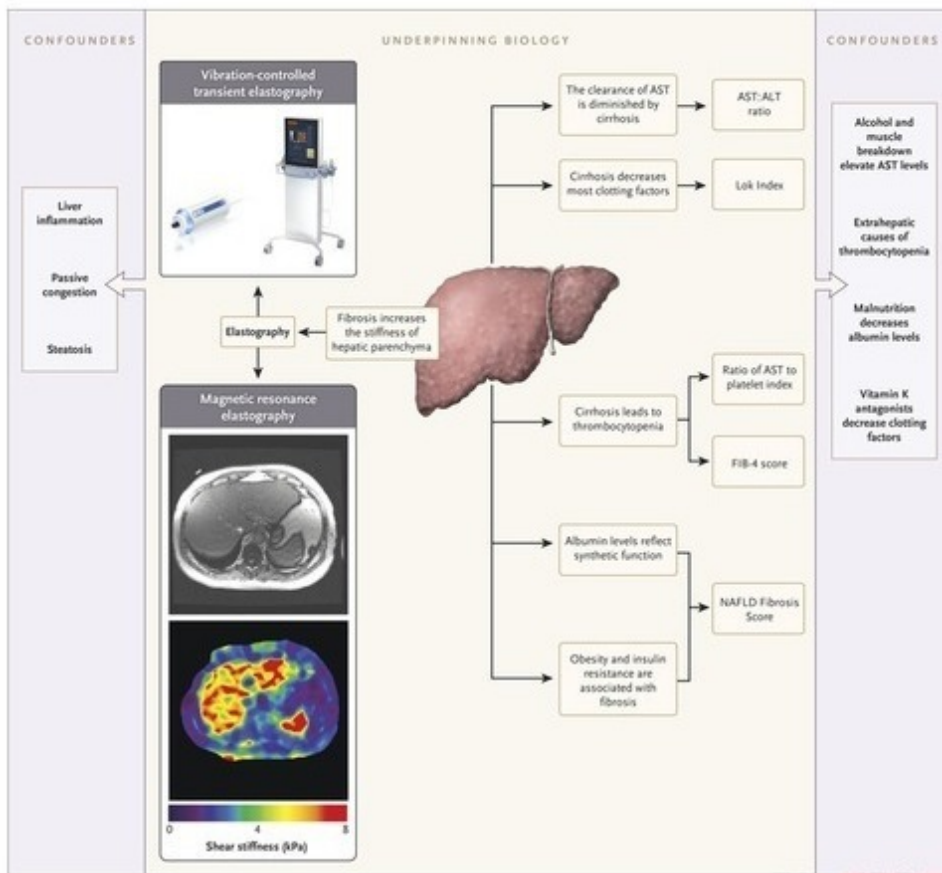 CONFOUNDERS
UNDERPINNING BIOLOGY
CONFOUNDERS
Vibration-controlled
transient elastography
Liver
inflammation
Passive
congestion
Steatosis
Elastography
Fibrosis increases
the stiffness of
hepatic parenchyma
Magnetic resonance
elastography
0
4
8
Shear stiffness (kPa)
The clearance of AST
is diminished by
cirrhosis
AST:ALT
ratio
Cirrhosis decreases
most clotting factors
Lok Index
Cirrhosis leads to
thrombocytopenia
Ratio of AST to
platelet index
FIB-4 score
Albumin levels reflect
synthetic function
Obesity and insulin
resistance are
associated with
fibrosis
NAFLD Fibrosis
Score
Alcohol and
muscle
breakdown
elevate AST levels
Extrahepatic
causes of
thrombocytopenia
Malnutrition
decreases
albumin levels
Vitamin K
antagonists
decrease clotting
factors